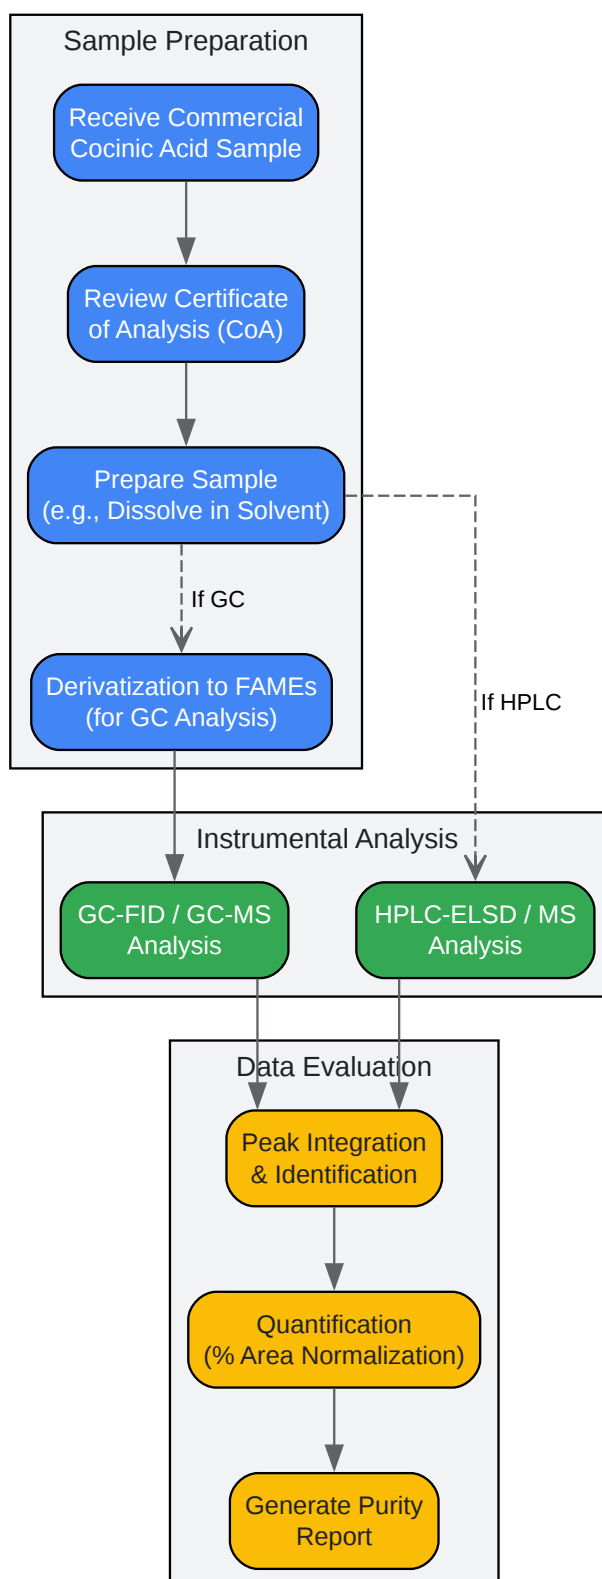 Sample Preparation
Receive Commercial
Cocinic Acid Sample
Review Certificate
of Analysis (CoA)
Prepare Sample
(e.g., Dissolve in Solvent)
If GC
Derivatization to FAMEs
(for GC Analysis)
If HPLC
Instrumental Analysis
GC-FID / GC-MS
Analysis
HPLC-ELSD / MS
Analysis
Data Evaluation
Peak Integration
& Identification
Quantification
(% Area Normalization)
Generate Purity
Report